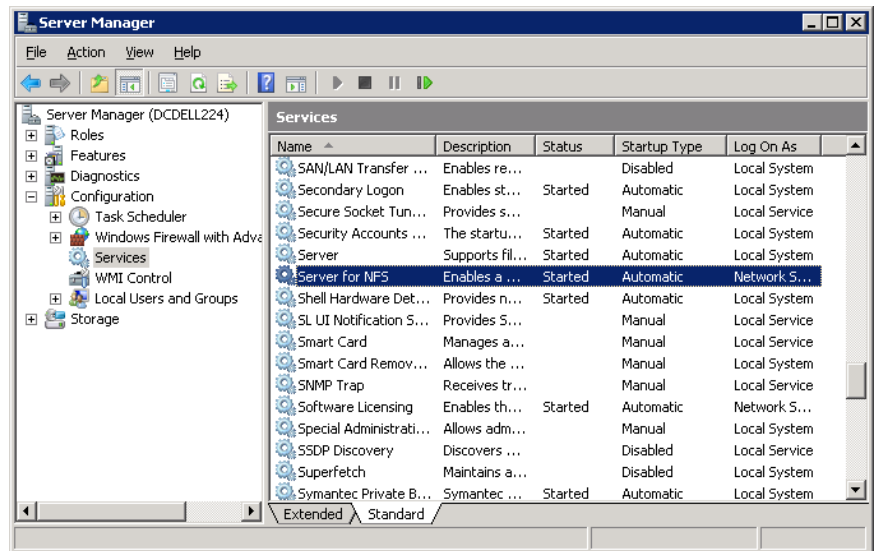 Server Manager
File Action View Help
Server Manager (DCDELL224)
Roles
Features
Diagnostics
Configuration
Task Scheduler
Windows Firewall with Adva
Services
WMI Control
Local Users and Groups
Storage
Services
Name Description Status Startup Type Log On As
SAN/LAN Transfer ... Enables re... Disabled Local System
Secondary Logon Enables st... Started Automatic Local System
Secure Socket Tun... Provides s... Manual Local Service
Security Accounts ... The startu... Started Automatic Local System
Server Supports fil... Started Automatic Local System
Server for NFS Enables a ... Started Automatic Network S...
Shell Hardware Det... Provides n... Started Automatic Local System
SL UI Notification S... Provides S... Manual Local Service
Smart Card Manages a... Manual Local Service
Smart Card Remov... Allows the ... Manual Local System
SNMP Trap Receives tr... Manual Local Service
Software Licensing Enables th... Started Automatic Network S...
Special Administrati... Allows adm... Manual Local System
SSDP Discovery Discovers ... Disabled Local Service
Superfetch Maintains a... Disabled Local System
Symantec Private B... Symantec ... Started Automatic Local System
Extended Standard